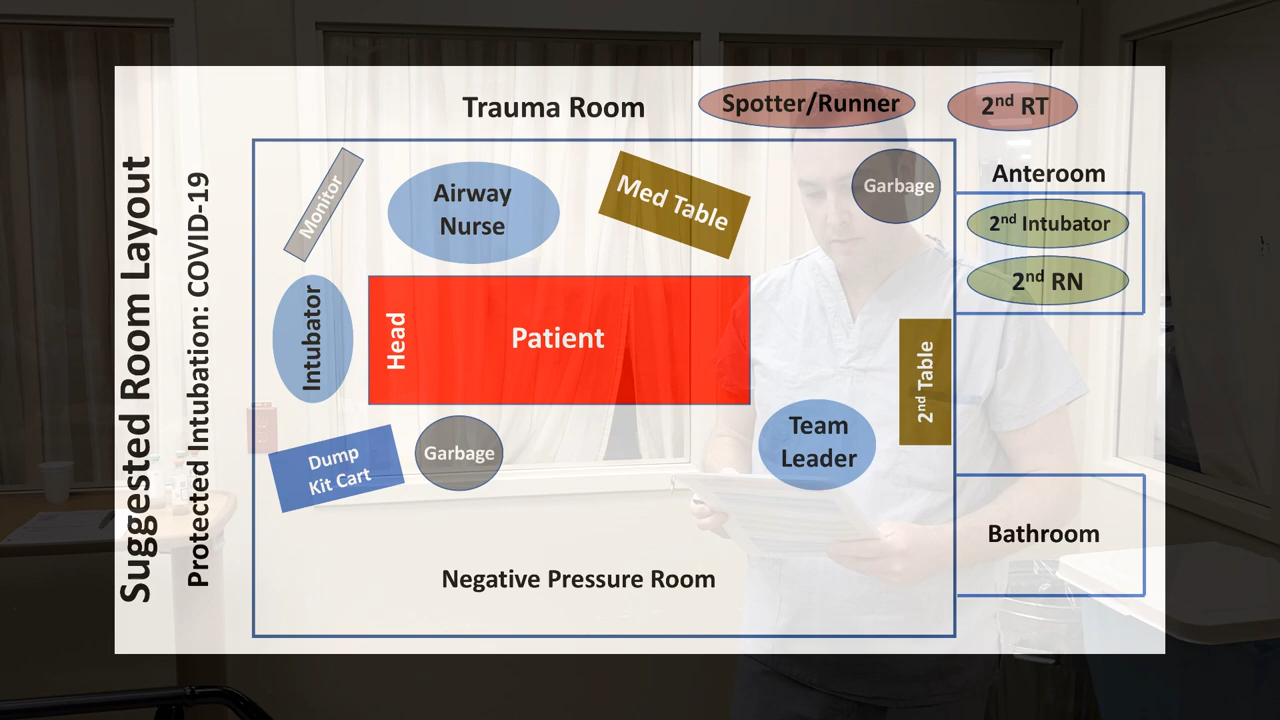 Suggested Room Layout
Protected Intubation: COVID-19
Trauma Room
Spotter/Runner
2nd RT
Monitor
Airway
Nurse
Med Table
Garbage
Anteroom
2nd Intubator
2nd RN
Intubator
Head
Patient
2nd Table
Dump
Kit Cart
Garbage
Team
Leader
Bathroom
Negative Pressure Room